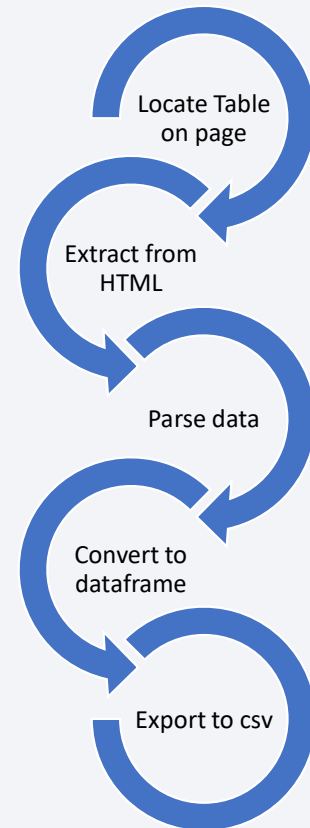 Locate Table
on page
Extract from
HTML
Parse data
Convert to
dataframe
Export to csv